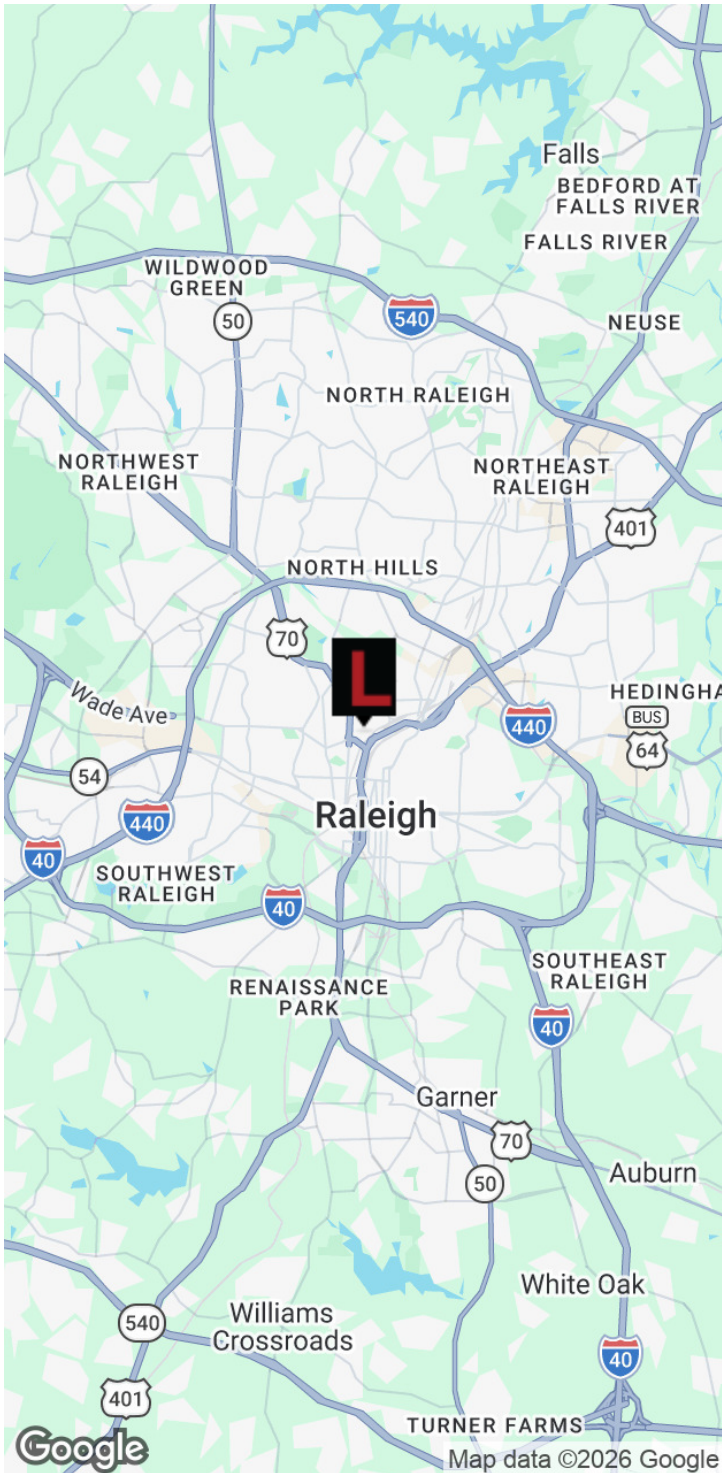 Falls
BEDFORD AT
FALLS RIVER
FALLS RIVER
WILDWOOD
GREEN
50
540
NEUSE
NORTH RALEIGH
NORTHWEST
RALEIGH
NORTHEAST
RALEIGH
401
NORTH HILLS
70
L
Wade Ave
HEDINGHA
BUS
64
440
54
440
Raleigh
40
SOUTHWEST
RALEIGH
40
SOUTHEAST
RALEIGH
RENAISSANCE
PARK
40
Garner
70
Auburn
50
White Oak
540
Williams
Crossroads
40
401
TURNER FARMS
Google
Map data ©2026 Google